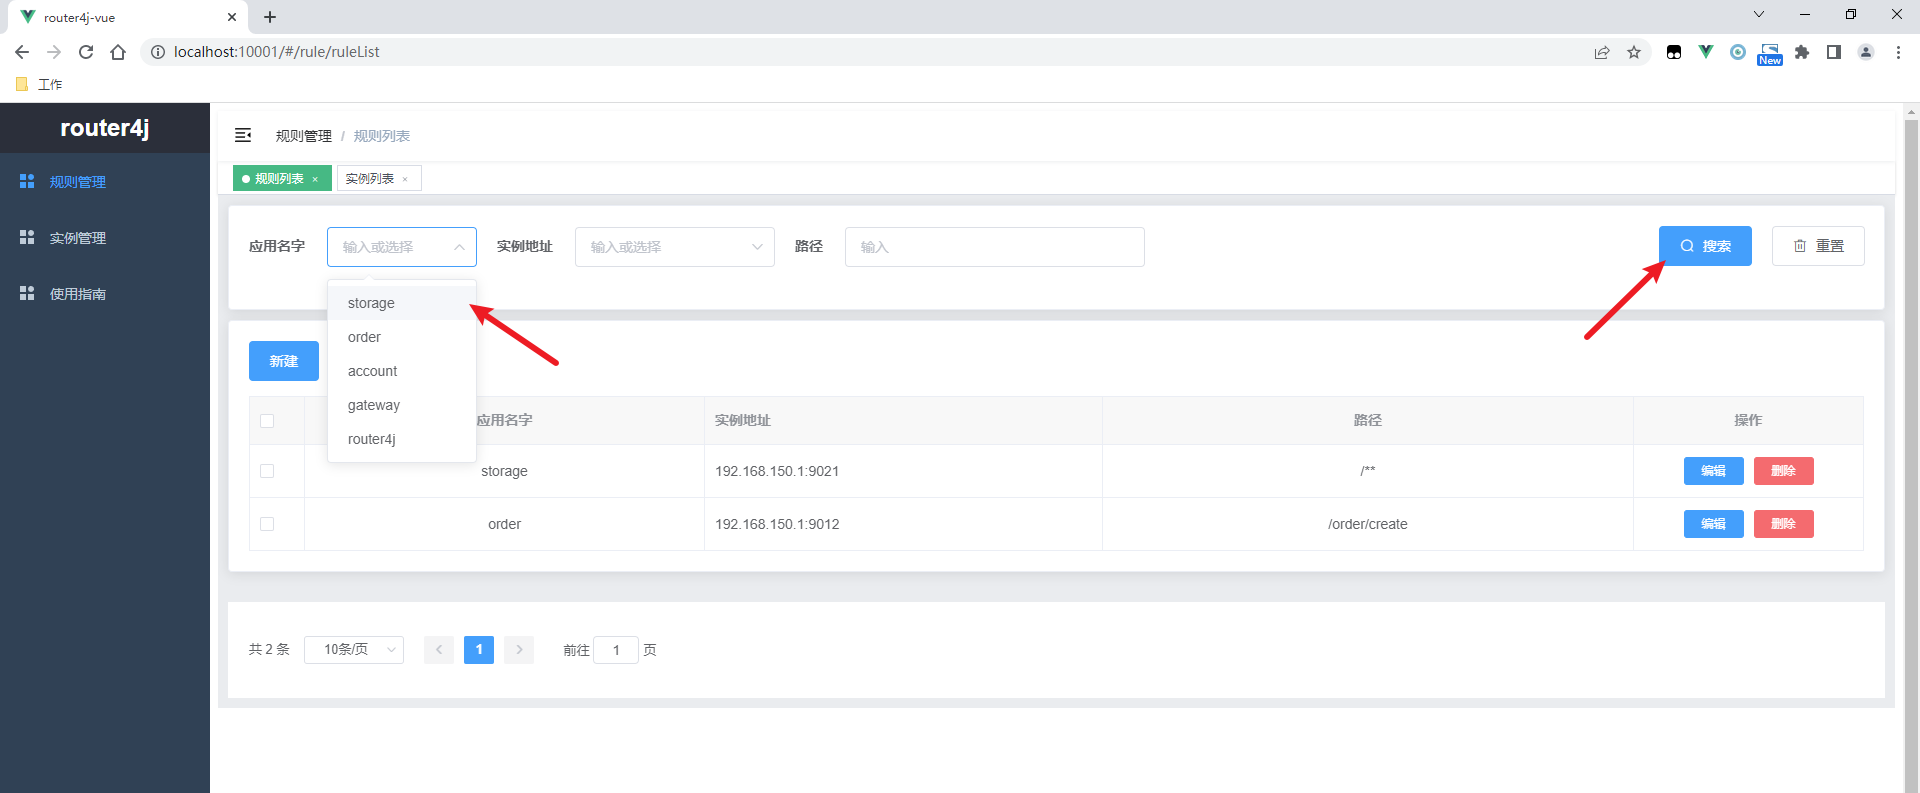 router4j-vue
localhost:10001/#/rule/ruleList
New
工作
router4j
规则管理
实例管理
使用指南
规则管理 / 规则列表
规则列表 ×
实例列表 ×
应用名字 输入或选择 实例地址 输入或选择 路径 输入 搜索 重置
storage
order
account
gateway
router4j
新建
应用名字 实例地址 路径 操作
storage 192.168.150.1:9021 /** 编辑 删除
order 192.168.150.1:9012 /order/create 编辑 删除
共 2 条 10条/页 1 前往 1 页